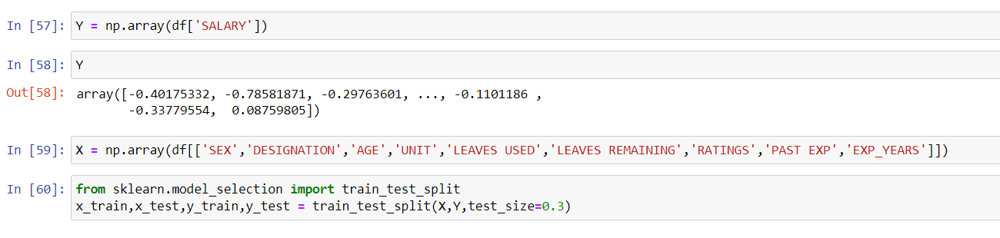 In [57]: Y = np.array(df['SALARY'])
In [58]: Y
Out[58]: array([-0.40175332, -0.78581871, -0.29763601, ..., -0.1101186 ,
-0.33779554,  0.08759805])
In [59]: X = np.array(df[['SEX','DESIGNATION','AGE','UNIT','LEAVES USED','LEAVES REMAINING','RATINGS','PAST EXP','EXP_YEARS']])
In [60]: from sklearn.model_selection import train_test_split
x_train,x_test,y_train,y_test = train_test_split(X,Y,test_size=0.3)